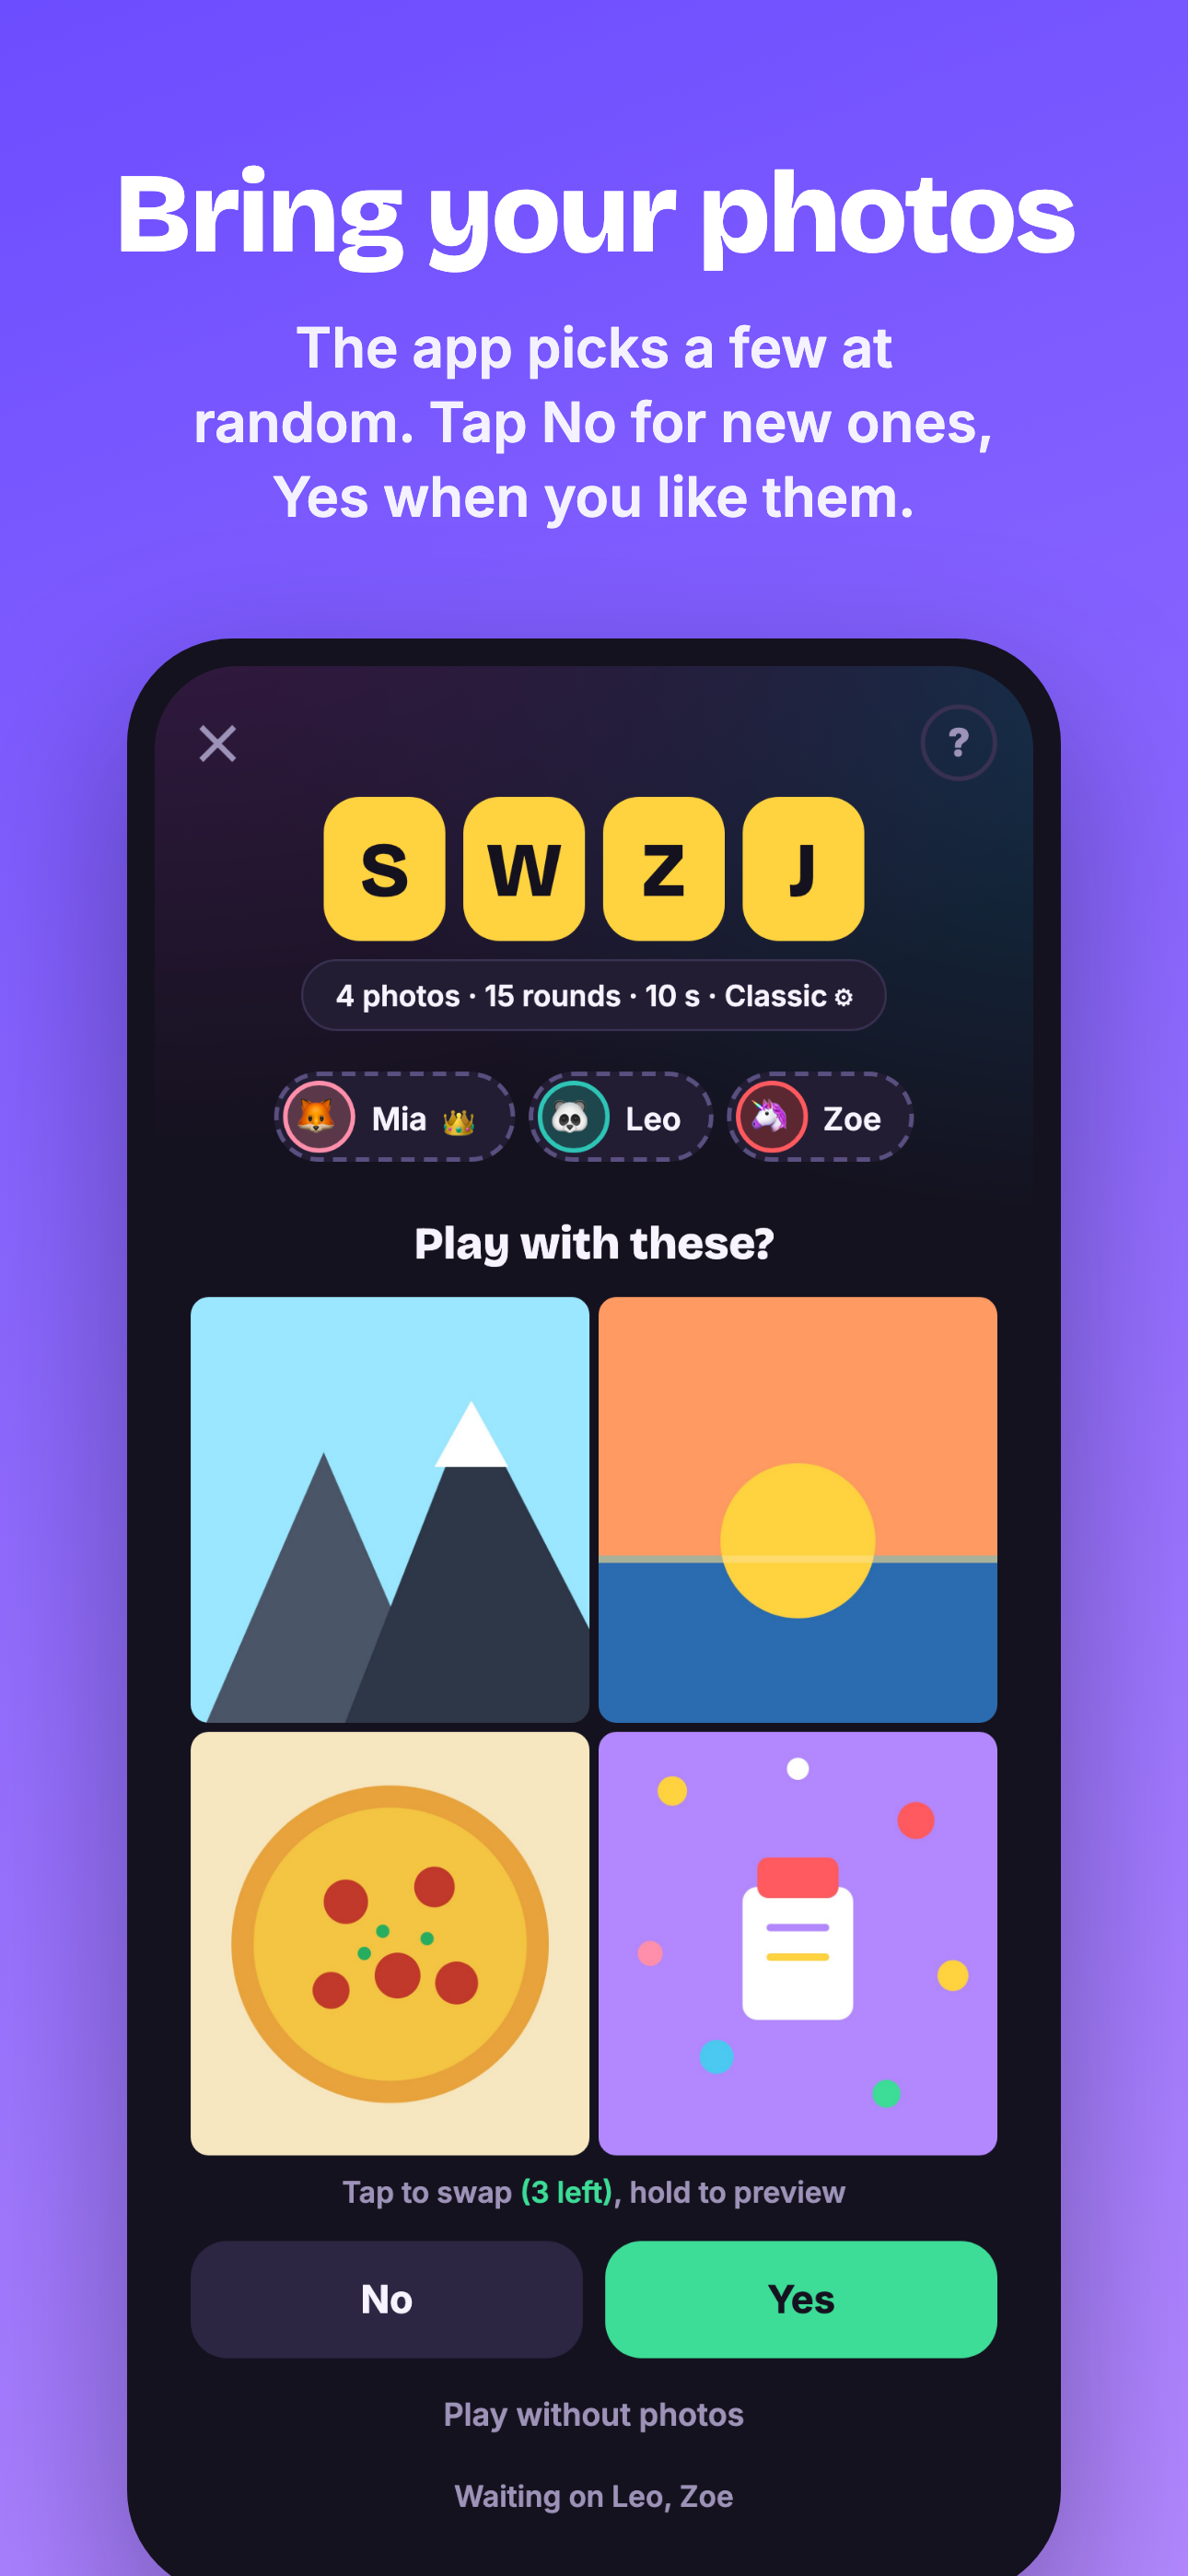 Bring your photos
The app picks a few at
random. Tap No for new ones,
Yes when you like them.
?
S W Z J
4 photos · 15 rounds · 10 s · Classic ⚙
Mia 👑 Leo Zoe
Play with these?
Tap to swap (3 left), hold to preview
No Yes
Play without photos
Waiting on Leo, Zoe